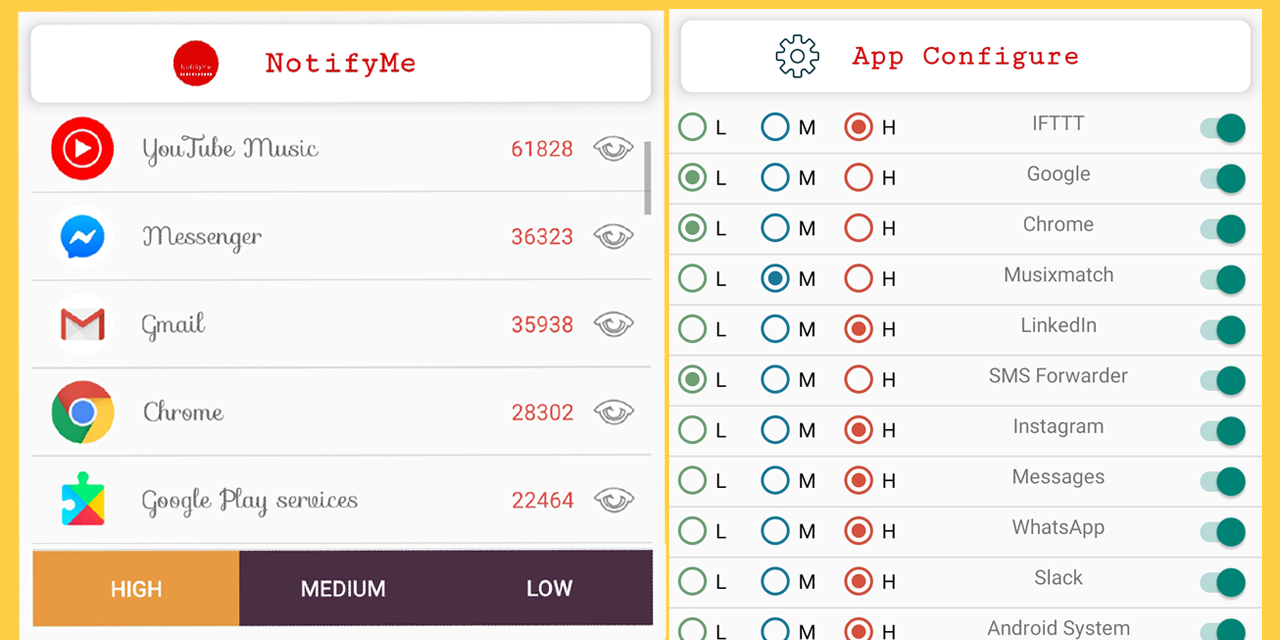 NotifyMe
YouTube Music 61828
Messenger 36323
Gmail 35938
Chrome 28302
Google Play services 22464
HIGH MEDIUM LOW
App Configure
L M H IFTTT
L M H Google
L M H Chrome
L M H Musixmatch
L M H LinkedIn
L M H SMS Forwarder
L M H Instagram
L M H Messages
L M H WhatsApp
L M H Slack
L M H Android System